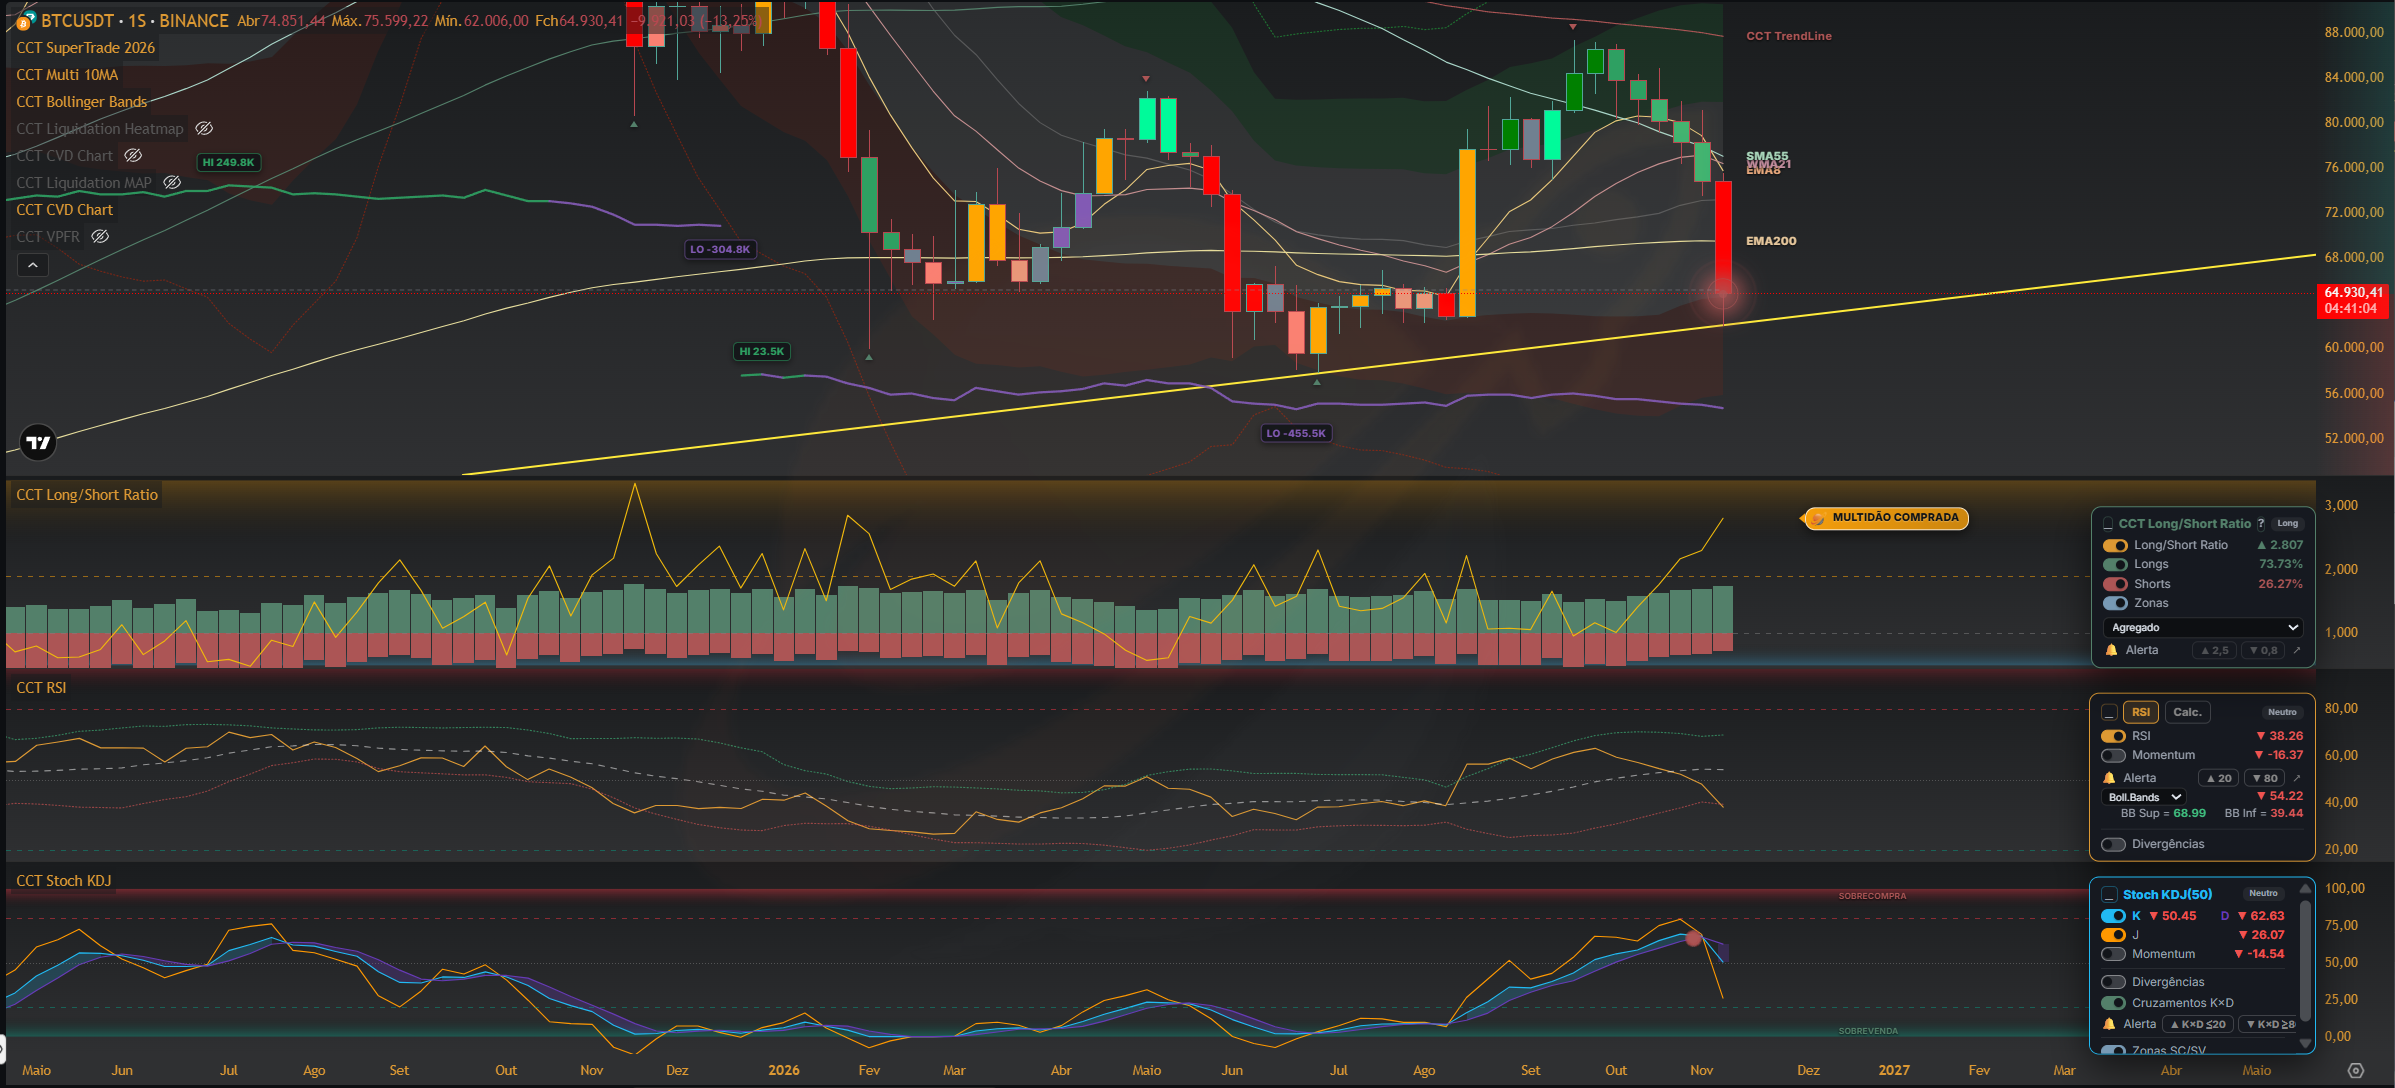 BTCUSDT · 1S · BINANCE Abr74.851,44 Máx.75.599,22 Mín.62.006,00 Fch64.930,41 −9.921,03 (−13,25%)
CCT SuperTrade 2026
CCT Multi 10MA
CCT Bollinger Bands
CCT Liquidation Heatmap
CCT CVD Chart
CCT Liquidation MAP
CCT CVD Chart
CCT VPFR
HI 249.8K
LO -304.8K
HI 23.5K
LO -455.5K
CCT TrendLine
SMA55
WMA21
EMA8
EMA200
88.000,00
84.000,00
80.000,00
76.000,00
72.000,00
68.000,00
64.930,41
04:41:04
60.000,00
56.000,00
52.000,00
CCT Long/Short Ratio
MULTIDÃO COMPRADA
CCT Long/Short Ratio ? Long
Long/Short Ratio ▲ 2.807
Longs 73.73%
Shorts 26.27%
Zonas
Agregado
Alerta ▲ 2,5 ▼ 0,8 ↗
3,000
2,000
1,000
CCT RSI
_ RSI Calc. Neutro
RSI ▼ 38.26
Momentum ▼ -16.37
Alerta ▲ 20 ▼ 80 ↗
Boll.Bands ▼ 54.22
BB Sup = 68.99 BB Inf = 39.44
Divergências
80,00
60,00
40,00
20,00
CCT Stoch KDJ
SOBRECOMPRA
SOBREVENDA
_ Stoch KDJ(50) Neutro
K ▼ 50.45 D ▼ 62.63
J ▼ 26.07
Momentum ▼ -14.54
Divergências
Cruzamentos K×D
Alerta ▲ K×D ≤20 ▼ K×D ≥8
Zonas SC/SV
100,00
75,00
50,00
25,00
0,00
Maio Jun Jul Ago Set Out Nov Dez 2026 Fev Mar Abr Maio Jun Jul Ago Set Out Nov Dez 2027 Fev Mar Abr Maio